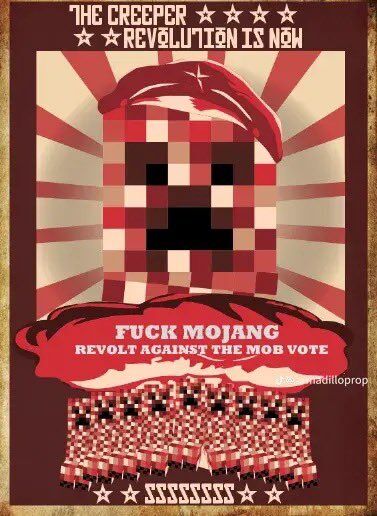 THE CREEPER ★ ★ ★ ★
★ ★ REVOLUTION IS NOW
FUCK MOJANG
REVOLT AGAINST THE MOB VOTE
★ ★ SSSSSSSS ★ ★